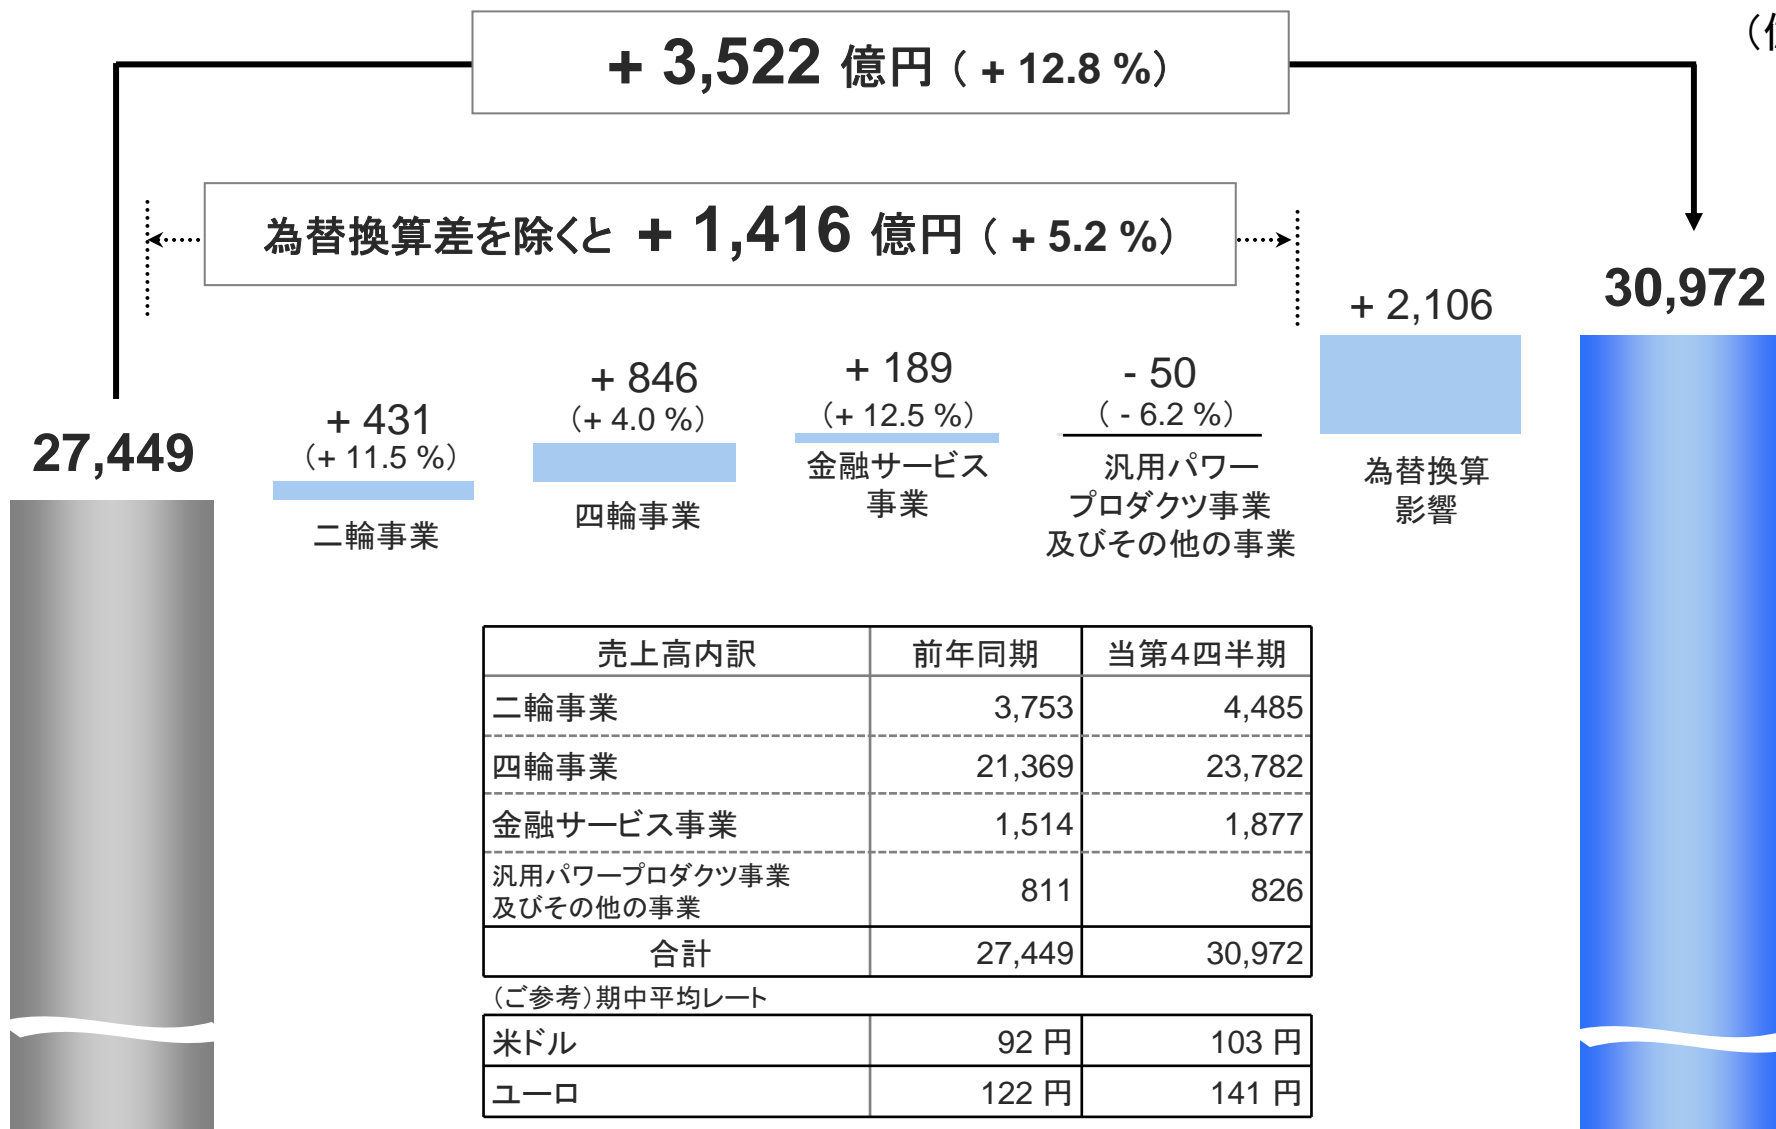 + 3,522 億円 ( + 12.8 %)
為替換算差を除くと + 1,416 億円 ( + 5.2 %)
27,449
+ 431
(+ 11.5 %)
二輪事業
+ 846
(+ 4.0 %)
四輪事業
+ 189
(+ 12.5 %)
金融サービス
事業
- 50
( - 6.2 %)
汎用パワー
プロダクツ事業
及びその他の事業
+ 2,106
為替換算
影響
30,972
売上高内訳 前年同期 当第4四半期
二輪事業 3,753 4,485
四輪事業 21,369 23,782
金融サービス事業 1,514 1,877
汎用パワープロダクツ事業
及びその他の事業 811 826
合計 27,449 30,972
(ご参考)期中平均レート
米ドル 92 円 103 円
ユーロ 122 円 141 円